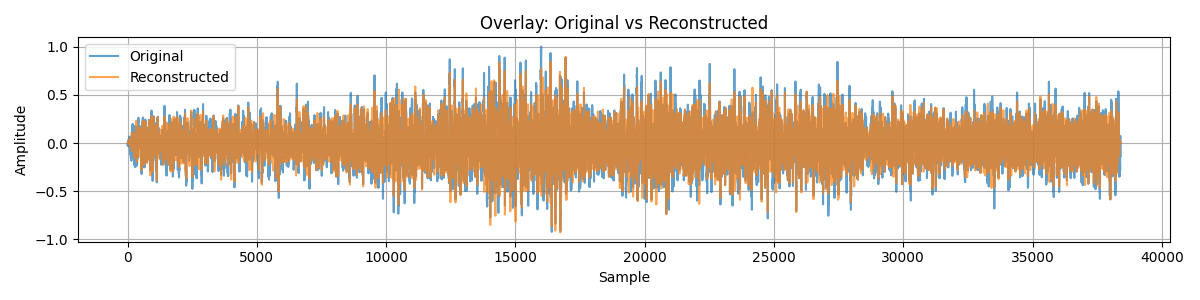 Overlay: Original vs Reconstructed
Original
Reconstructed
1.0
0.5
0.0
−0.5
−1.0
Amplitude
0
5000
10000
15000
20000
25000
30000
35000
40000
Sample